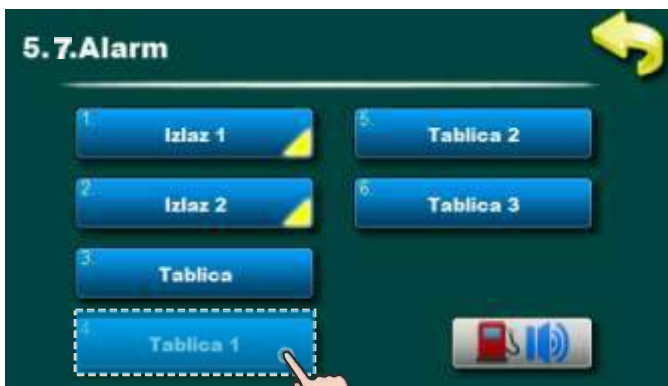 5.7.Alarm
1. Izlaz 1
5. Tablica 2
2. Izlaz 2
6. Tablica 3
3. Tablica
4. Tablica 1